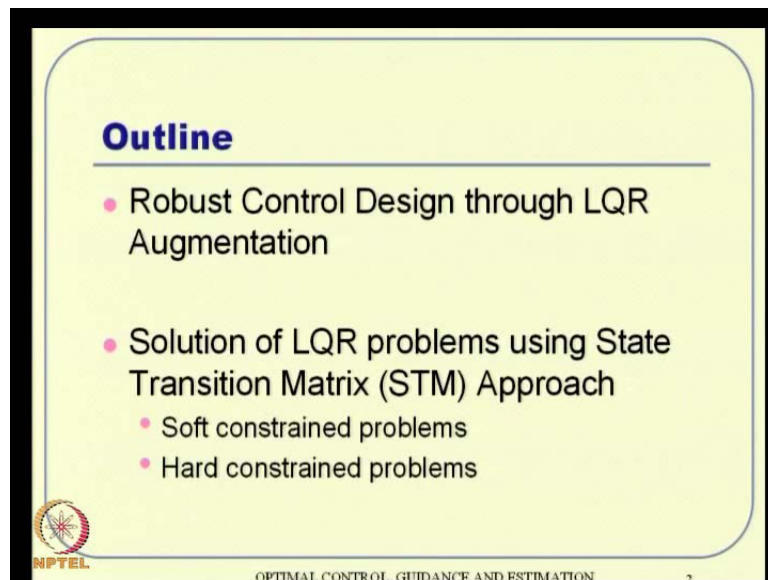 Outline
Robust Control Design through LQR
Augmentation
Solution of LQR problems using State
Transition Matrix (STM) Approach
Soft constrained problems
Hard constrained problems
NPTEL
OPTIMAL CONTROL, GUIDANCE AND ESTIMATION